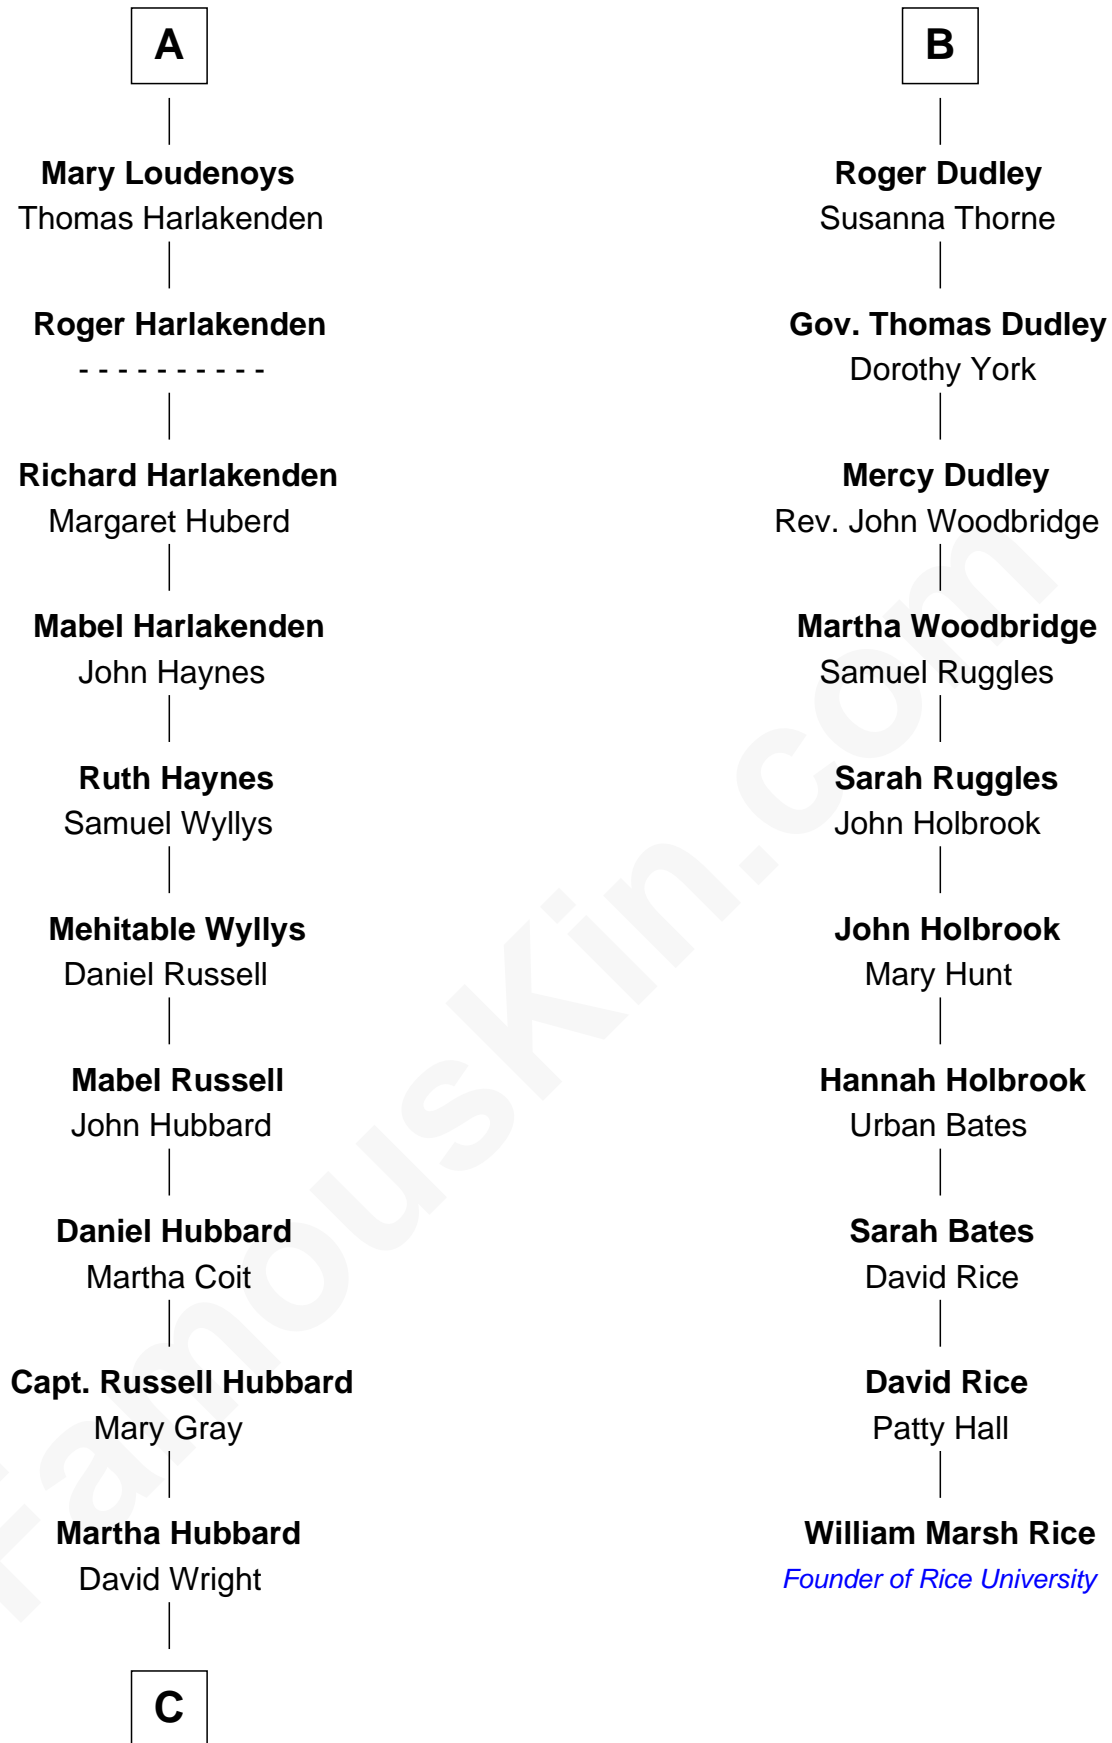 A
Mary Loudenoys
Thomas Harlakenden
Roger Harlakenden
- - - - - - - - - -
Richard Harlakenden
Margaret Huberd
Mabel Harlakenden
John Haynes
Ruth Haynes
Samuel Wyllys
Mehitable Wyllys
Daniel Russell
Mabel Russell
John Hubbard
Daniel Hubbard
Martha Coit
Capt. Russell Hubbard
Mary Gray
Martha Hubbard
David Wright
C
B
Roger Dudley
Susanna Thorne
Gov. Thomas Dudley
Dorothy York
Mercy Dudley
Rev. John Woodbridge
Martha Woodbridge
Samuel Ruggles
Sarah Ruggles
John Holbrook
John Holbrook
Mary Hunt
Hannah Holbrook
Urban Bates
Sarah Bates
David Rice
David Rice
Patty Hall
William Marsh Rice
Founder of Rice University
FamousKin.com